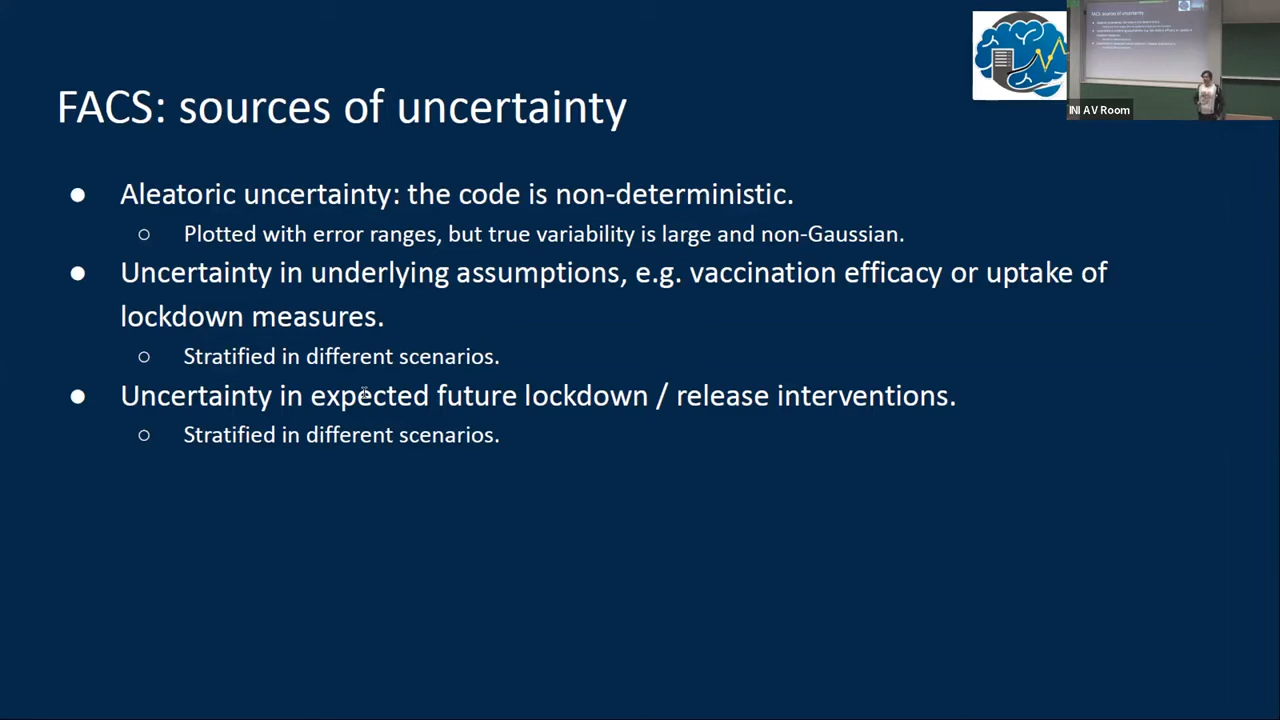 FACS: sources of uncertainty
INI AV Room
● Aleatoric uncertainty: the code is non-deterministic.
○ Plotted with error ranges, but true variability is large and non-Gaussian.
● Uncertainty in underlying assumptions, e.g. vaccination efficacy or uptake of
lockdown measures.
○ Stratified in different scenarios.
● Uncertainty in expected future lockdown / release interventions.
○ Stratified in different scenarios.